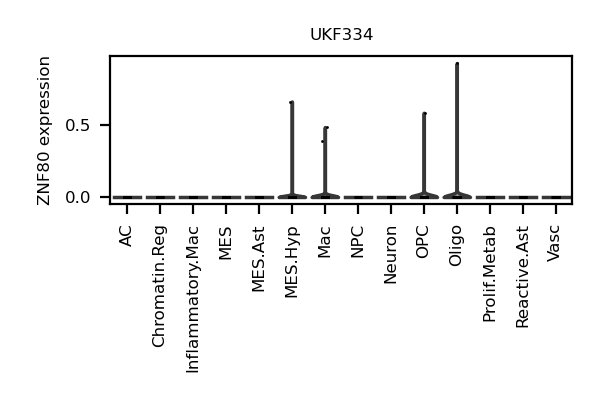 UKF334
ZNF80 expression
0.5
0.0
AC
Chromatin.Reg
Inflammatory.Mac
MES
MES.Ast
MES.Hyp
Mac
NPC
Neuron
OPC
Oligo
Prolif.Metab
Reactive.Ast
Vasc